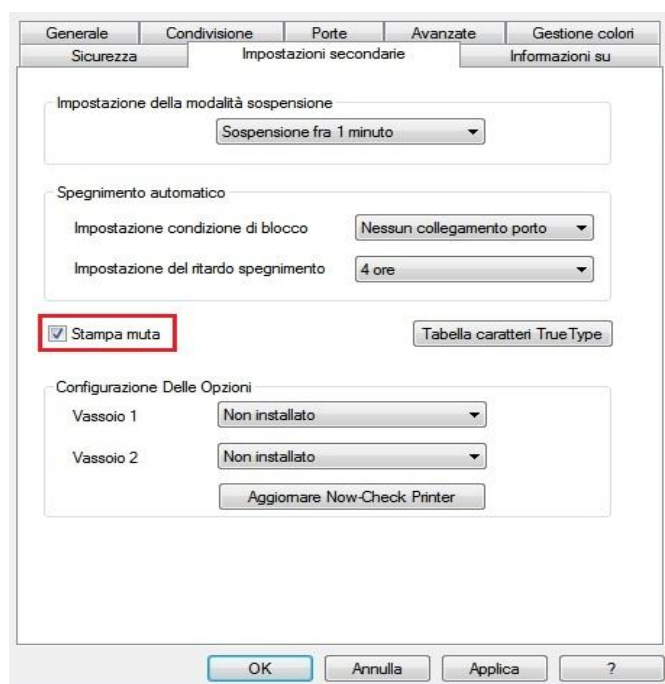 Generale Condivisione Porte Avanzate Gestione colori
Sicurezza Impostazioni secondarie Informazioni su
Impostazione della modalità sospensione
Sospensione fra 1 minuto
Spegnimento automatico
Impostazione condizione di blocco Nessun collegamento porto
Impostazione del ritardo spegnimento 4 ore
Stampa muta Tabella caratteri TrueType
Configurazione Delle Opzioni
Vassoio 1 Non installato
Vassoio 2 Non installato
Aggiornare Now-Check Printer
OK Annulla Applica ?